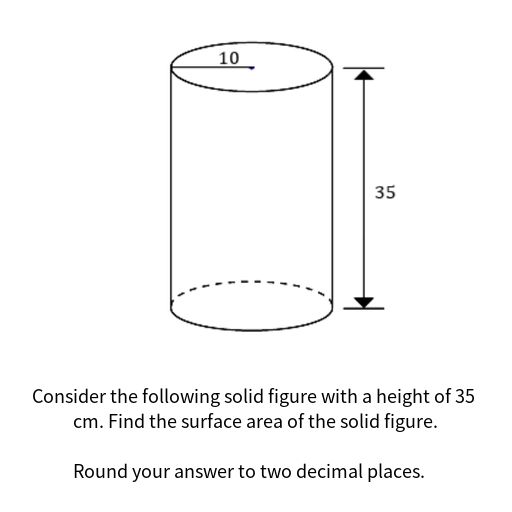 10
35
Consider the following solid figure with a height of 35
cm. Find the surface area of the solid figure.
Round your answer to two decimal places.